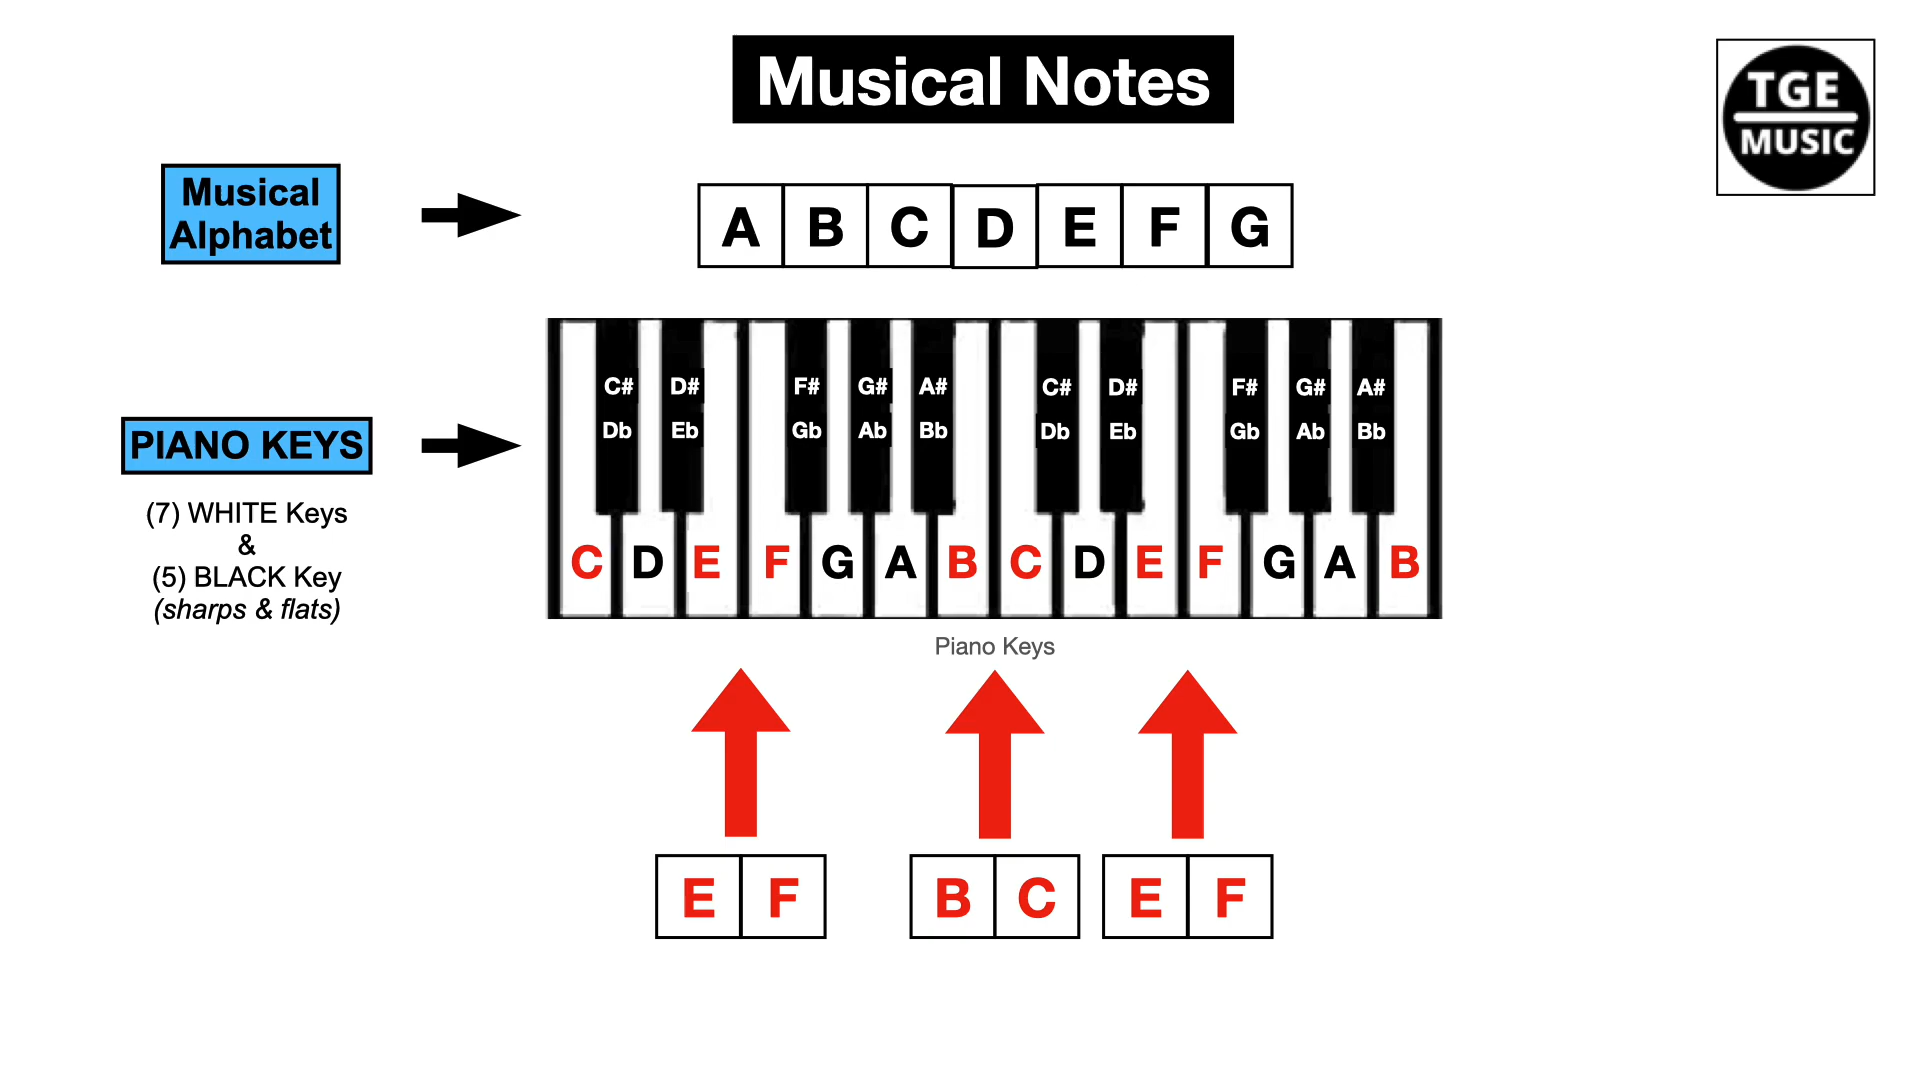 Musical Notes
TGE
MUSIC
Musical
Alphabet
A B C D E F G
C# D# F# G# A# C# D# F# G# A#
Db Eb Gb Ab Bb Db Eb Gb Ab Bb
PIANO KEYS
(7) WHITE Keys
&
(5) BLACK Key
(sharps & flats)
C D E F G A B C D E F G A B
Piano Keys
E F B C E F